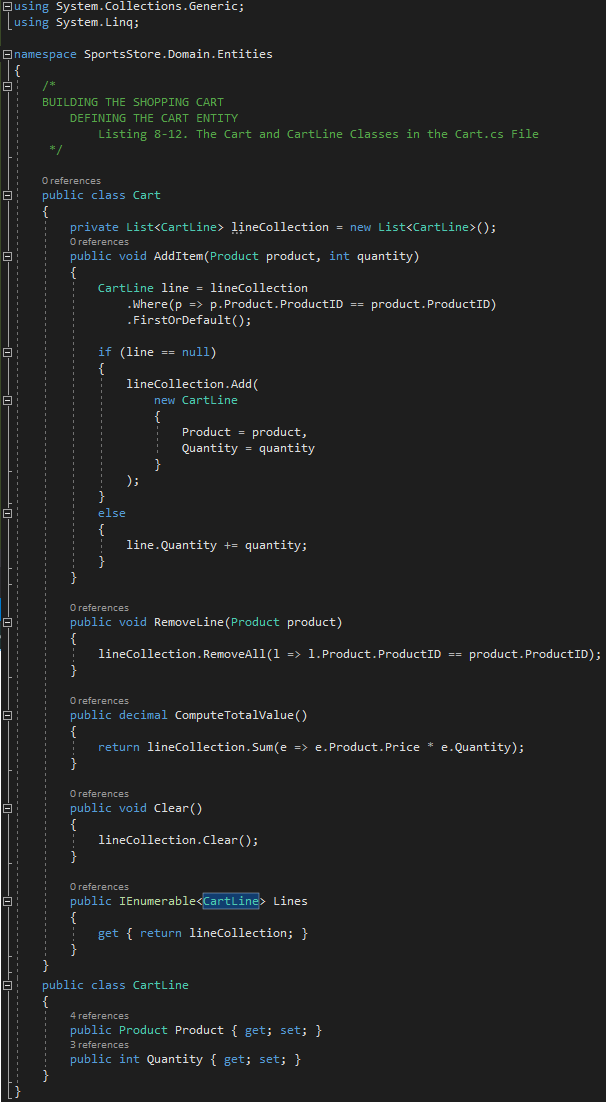 using System.Collections.Generic;
using System.Linq;
namespace SportsStore.Domain.Entities
{
/*
BUILDING THE SHOPPING CART
DEFINING THE CART ENTITY
Listing 8-12. The Cart and CartLine Classes in the Cart.cs File
*/
0 references
public class Cart
{
private List<CartLine> lineCollection = new List<CartLine>();
0 references
public void AddItem(Product product, int quantity)
{
CartLine line = lineCollection
.Where(p => p.Product.ProductID == product.ProductID)
.FirstOrDefault();
if (line == null)
{
lineCollection.Add(
new CartLine
{
Product = product,
Quantity = quantity
}
);
}
else
{
line.Quantity += quantity;
}
}
0 references
public void RemoveLine(Product product)
{
lineCollection.RemoveAll(l => l.Product.ProductID == product.ProductID);
}
0 references
public decimal ComputeTotalValue()
{
return lineCollection.Sum(e => e.Product.Price * e.Quantity);
}
0 references
public void Clear()
{
lineCollection.Clear();
}
0 references
public IEnumerable<CartLine> Lines
{
get { return lineCollection; }
}
}
public class CartLine
{
4 references
public Product Product { get; set; }
3 references
public int Quantity { get; set; }
}
}